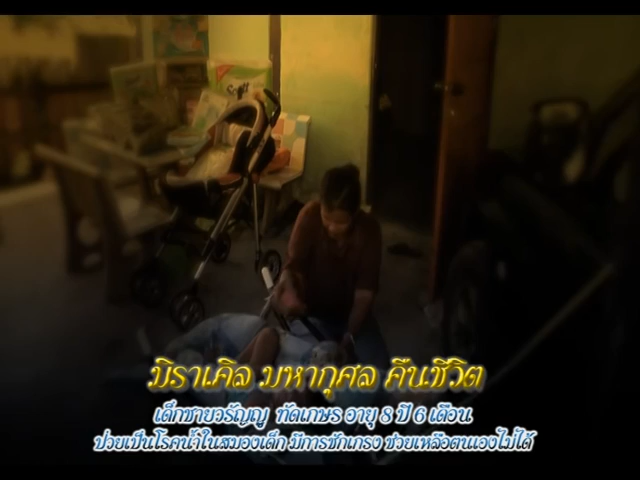 Scott
มิราเคิล มหากุศล คืนชีวิต
เด็กชายวรัญญู ทัดเกษร อายุ 8 ปี 6 เดือน
ป่วยเป็นโรคน้ำในสมองเด็ก มีการชักเกรง ช่วยเหลือตนเองไม่ได้